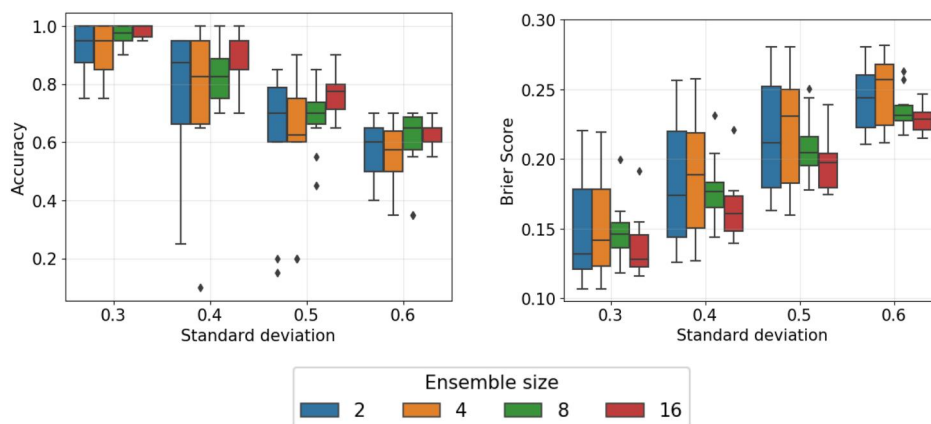 1.0
0.8
0.6
0.4
0.2
Accuracy
0.3 0.4 0.5 0.6
Standard deviation
0.30
0.25
0.20
0.15
0.10
Brier Score
0.3 0.4 0.5 0.6
Standard deviation
Ensemble size
2 4 8 16